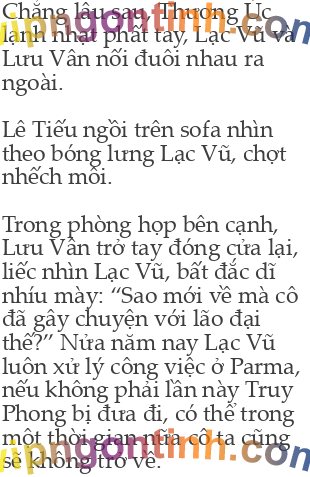 Chẳng lâu sau, Thương Úc
lạnh nhạt phất tay, Lạc Vũ và
Lưu Vân nối đuôi nhau ra
ngoài.
Lê Tiếu ngồi trên sofa nhìn
theo bóng lưng Lạc Vũ, chợt
nhếch môi.
Trong phòng họp bên cạnh,
Lưu Vân trở tay đóng cửa lại,
liếc nhìn Lạc Vũ, bất đắc dĩ
nhíu mày: “Sao mới về mà cô
đã gây chuyện với lão đại
thế?” Nửa năm nay Lạc Vũ
luôn xử lý công việc ở Parma,
nếu không phải lần này Truy
Phong bị đưa đi, có thể trong
một thời gian nữa cô ta cũng
sẽ không trở về.
vipngontinh.com
vipngontinh.com